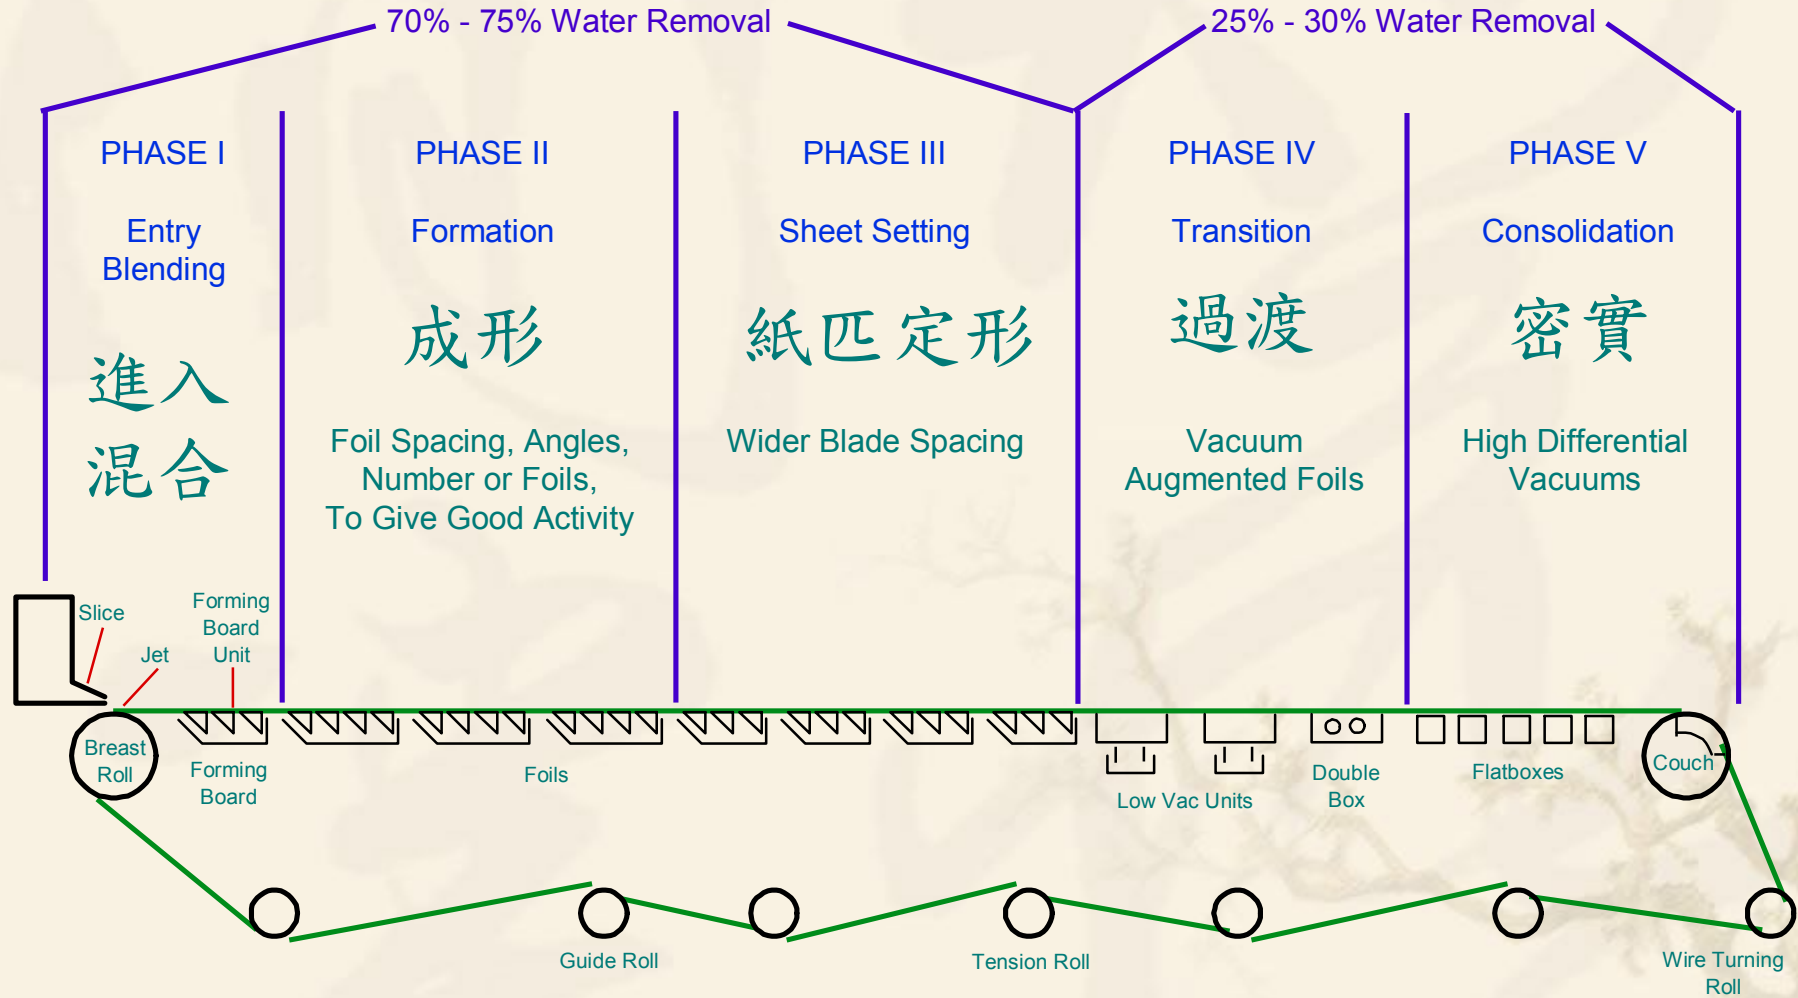 70% - 75% Water Removal
25% - 30% Water Removal
PHASE I
Entry
Blending
進入
混合
PHASE II
Formation
成形
Foil Spacing, Angles,
Number or Foils,
To Give Good Activity
PHASE III
Sheet Setting
紙匹定形
Wider Blade Spacing
PHASE IV
Transition
過渡
Vacuum
Augmented Foils
PHASE V
Consolidation
密實
High Differential
Vacuums
Slice
Jet
Forming
Board
Unit
Breast
Roll
Forming
Board
Foils
Low Vac Units
Double
Box
Flatboxes
Couch
Guide Roll
Tension Roll
Wire Turning
Roll